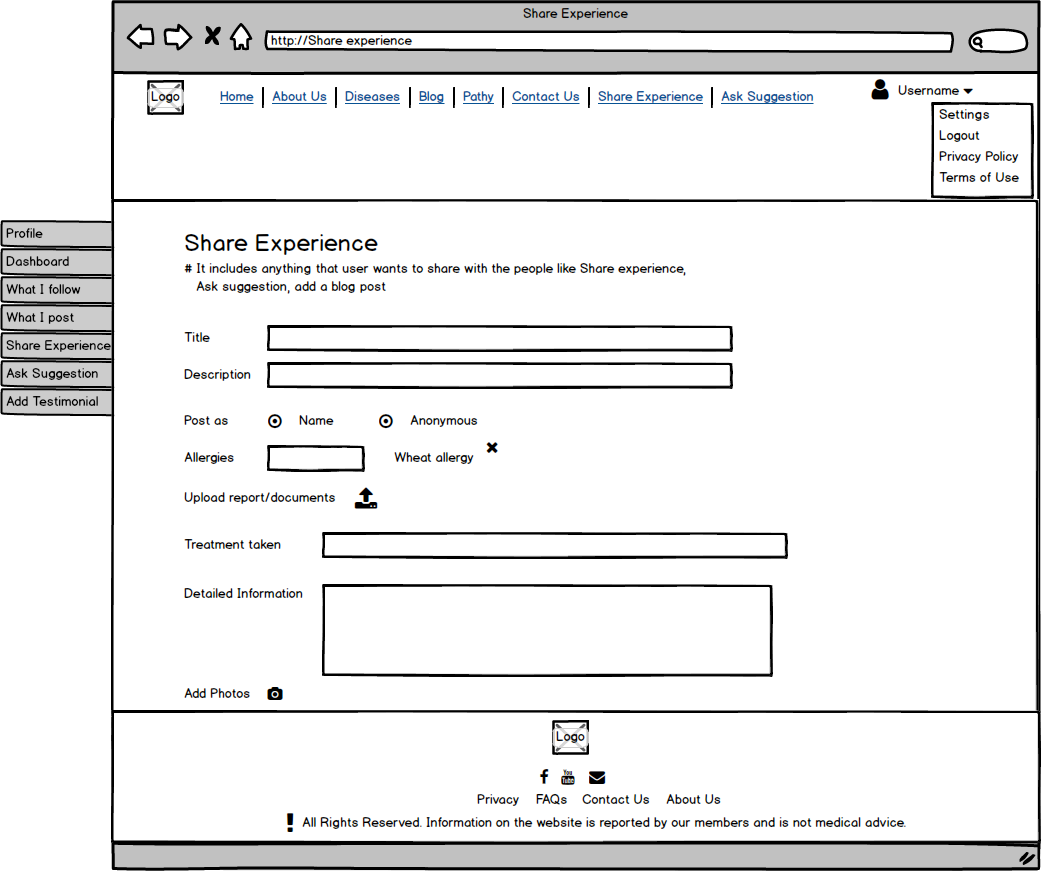 Share Experience
http://Share experience
Logo
Home About Us Diseases Blog Pathy Contact Us Share Experience Ask Suggestion
Username
Settings
Logout
Privacy Policy
Terms of Use
Profile
Dashboard
What I follow
What I post
Share Experience
Ask Suggestion
Add Testimonial
Share Experience
# It includes anything that user wants to share with the people like Share experience,
Ask suggestion, add a blog post
Title
Description
Post as Name Anonymous
Allergies Wheat allergy
Upload report/documents
Treatment taken
Detailed Information
Add Photos
Logo
You Tube
Privacy FAQs Contact Us About Us
All Rights Reserved. Information on the website is reported by our members and is not medical advice.